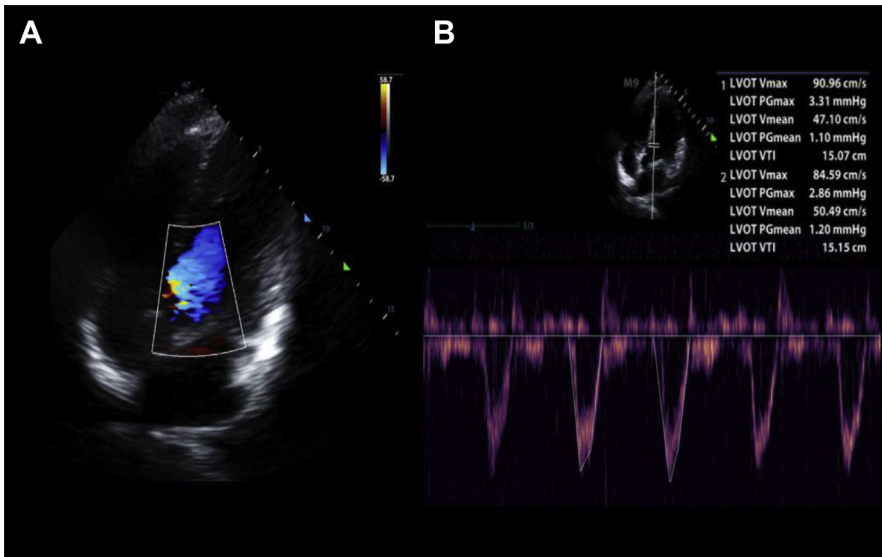 A
58.7
-58.7
10
15
B
M9
10
1 LVOT Vmax 90.96 cm/s
LVOT PGmax 3.31 mmHg
LVOT Vmean 47.10 cm/s
LVOT PGmean 1.10 mmHg
LVOT VTI 15.07 cm
2 LVOT Vmax 84.59 cm/s
LVOT PGmax 2.86 mmHg
LVOT Vmean 50.49 cm/s
LVOT PGmean 1.20 mmHg
LVOT VTI 15.15 cm
1/1